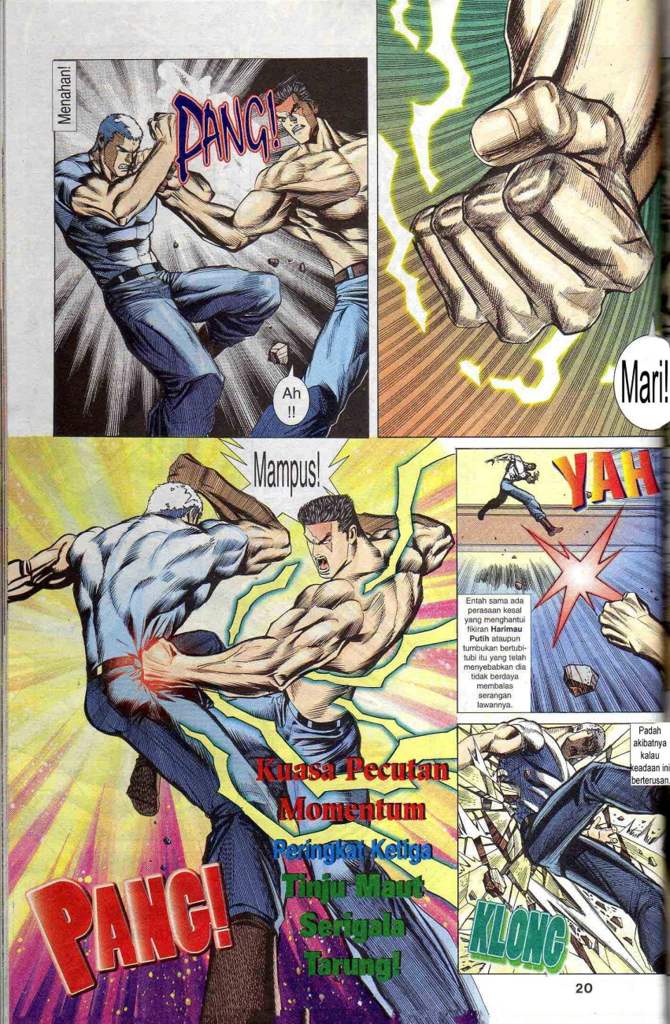 Menahan!
PANG!
Ah
!!
Mari!
Mampus!
Kuasa Pecutan
Momentum
Peringkat Ketiga
Tinju Maut
Serigala
Tarung!
PANG!
YAH
Entah sama ada
perasaan kesal
yang menghantui
fikiran Harimau
Putih ataupun
tumbukan bertubi-
tubi itu yang telah
menyebabkan dia
tidak berdaya
membalas
serangan
lawannya.
Padah
akibatnya
kalau
keadaan ini
berterusan.
KLONG
20